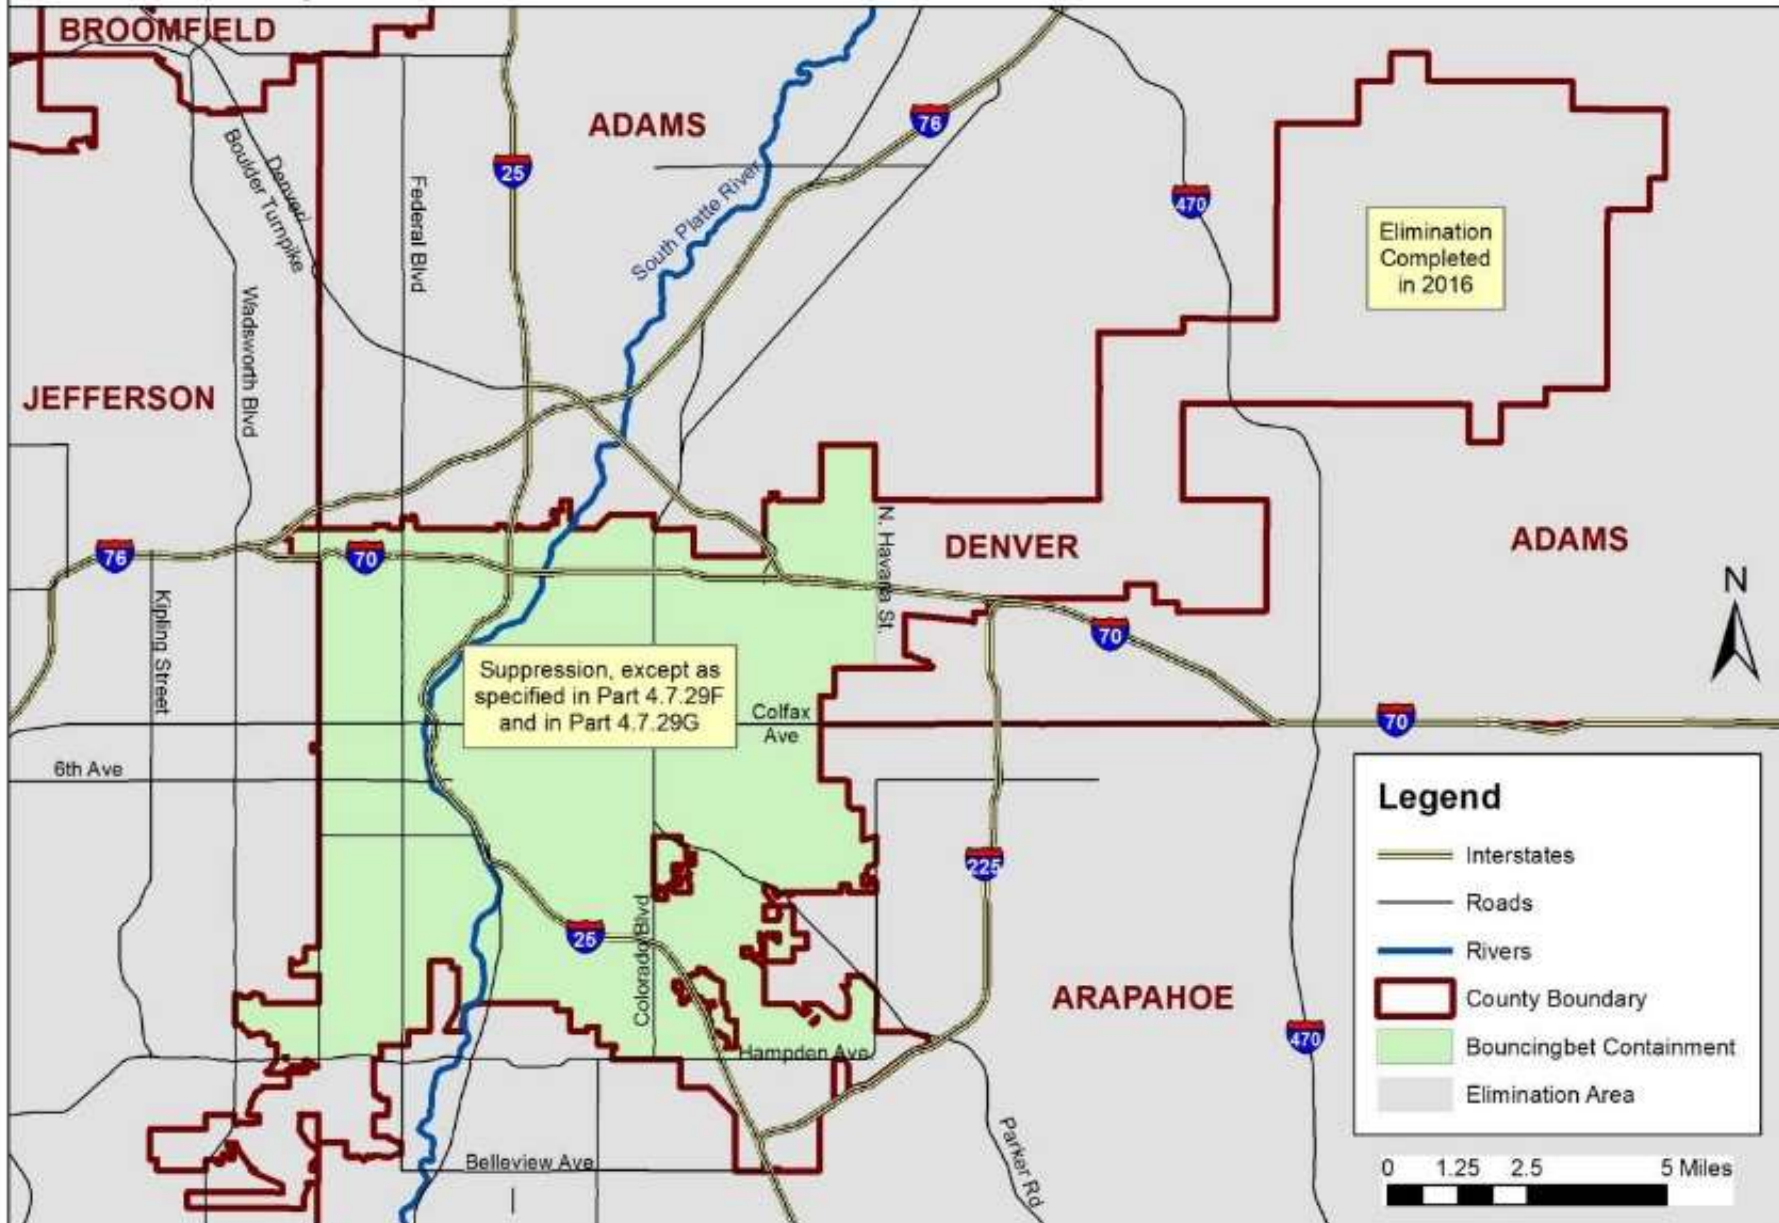 BROOMFIELD
ADAMS
76
25
470
Denver/
Boulder Turnpike
Federal Blvd
South Platte River
Elimination
Completed
in 2016
Wadsworth Blvd
JEFFERSON
N. Havana St.
DENVER
ADAMS
76
70
N
Kipling Street
70
Suppression, except as
specified in Part 4.7.29F
and in Part 4.7.29G
Colfax
Ave
70
6th Ave
225
Colorado Blvd
25
ARAPAHOE
470
Hampden Ave
Belleview Ave
Parker Rd
Legend
Interstates
Roads
Rivers
County Boundary
Bouncingbet Containment
Elimination Area
0 1.25 2.5 5 Miles